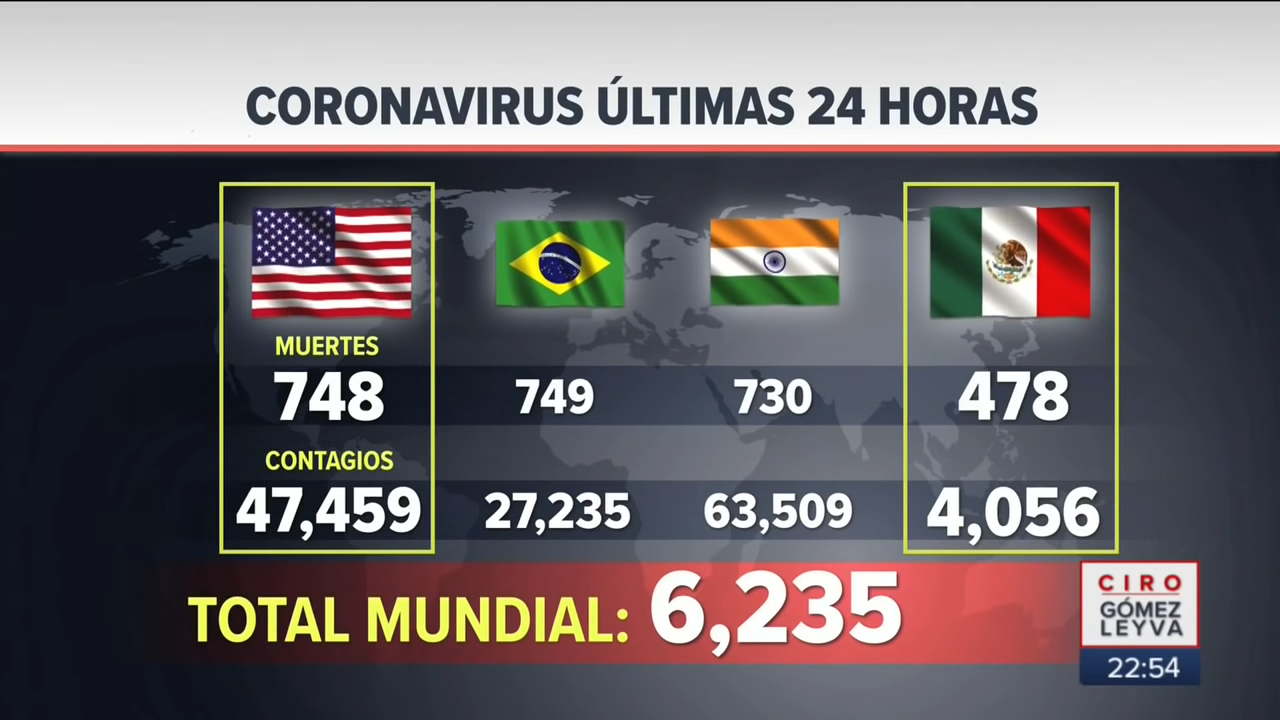 CORONAVIRUS ÚLTIMAS 24 HORAS
MUERTES
748 749 730 478
CONTAGIOS
47,459 27,235 63,509 4,056
TOTAL MUNDIAL: 6,235
CIRO
GÓMEZ
LEYVA
22:54